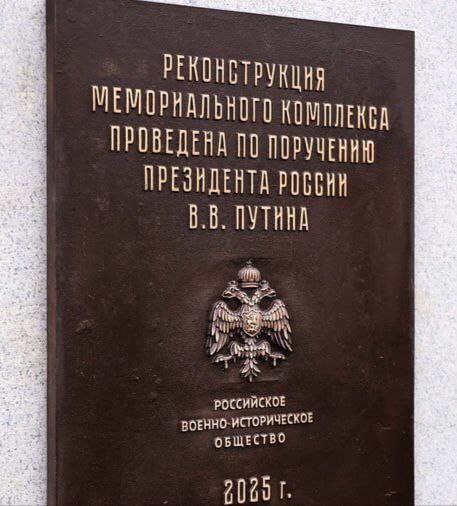 РЕКОНСТРУКЦИЯ
МЕМОРИАЛЬНОГО КОМПЛЕКСА
ПРОВЕДЕНА ПО ПОРУЧЕНИЮ
ПРЕЗИДЕНТА РОССИИ
В.В. ПУТИНА
РОССИЙСКОЕ
ВОЕННО-ИСТОРИЧЕСКОЕ
ОБЩЕСТВО
2025 г.